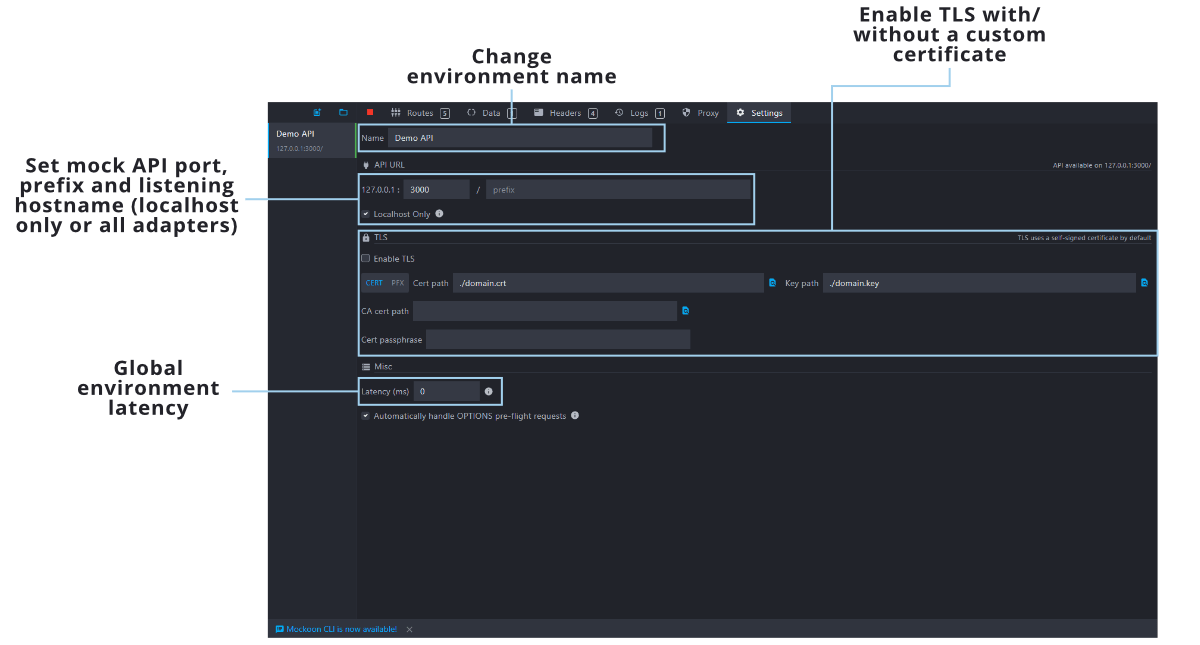 Enable TLS with/
without a custom
certificate
Change
environment name
Routes 5 Data Headers 4 Logs 1 Proxy Settings
Demo API
127.0.0.1:3000/
Name Demo API
API URL API available on 127.0.0.1:3000/
Set mock API port,
prefix and listening
hostname (localhost
only or all adapters)
127.0.0.1 : 3000 / prefix
Localhost Only
TLS TLS uses a self-signed certificate by default
Enable TLS
CERT PFX Cert path ./domain.crt Key path ./domain.key
CA cert path
Cert passphrase
Global
environment
latency
Misc
Latency (ms) 0
Automatically handle OPTIONS pre-flight requests
Mockoon CLI is now available!